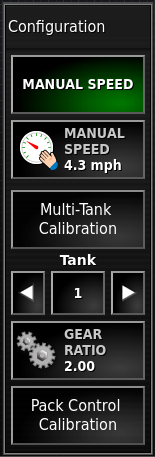 Configuration
MANUAL SPEED
MANUAL
SPEED
4.3 mph
Multi-Tank
Calibration
Tank
1
GEAR
RATIO
2.00
Pack Control
Calibration